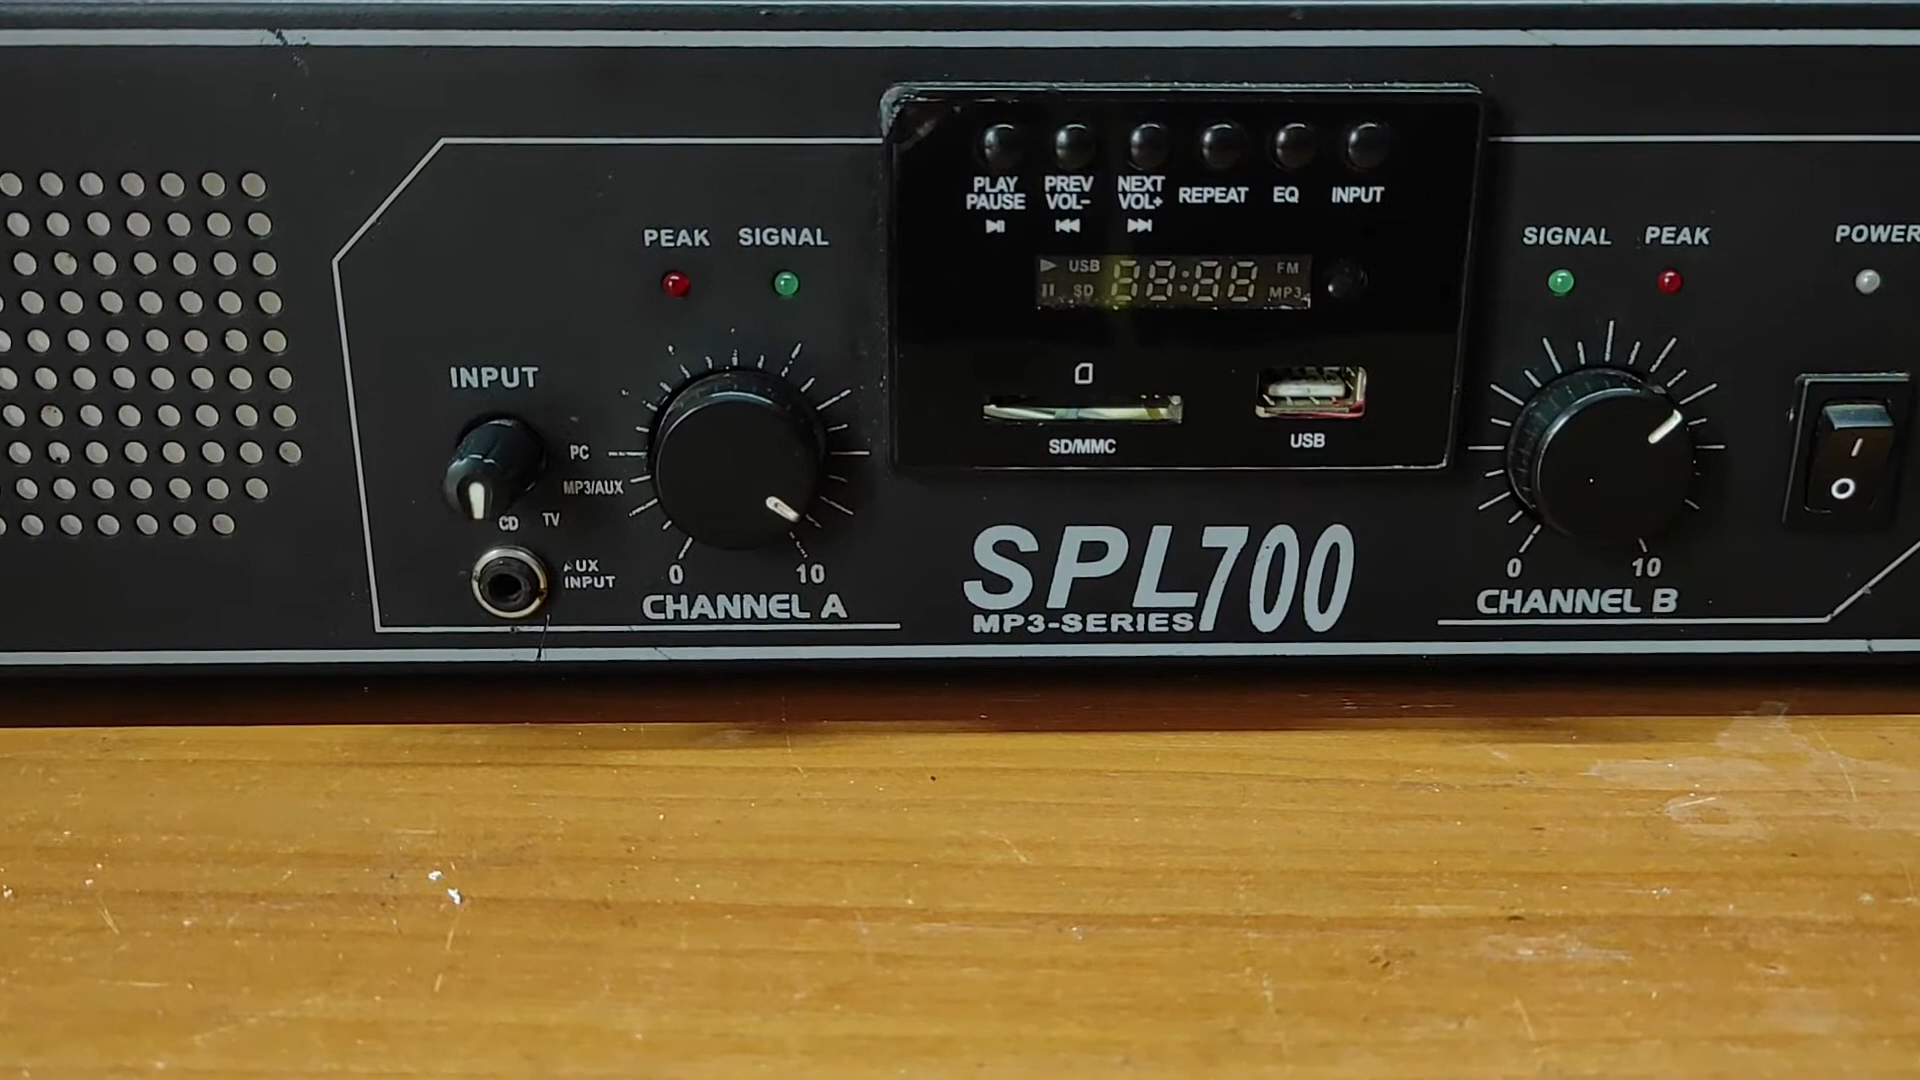 PLAY PAUSE
PREV VOL-
NEXT VOL+
REPEAT
EQ
INPUT
PEAK SIGNAL
USB 88:88 FM
SD MP3
SIGNAL PEAK
POWER
INPUT
PC
MP3/AUX
TV
CD
AUX INPUT
0 10
CHANNEL A
SD/MMC
USB
SPL700
MP3-SERIES
0 10
CHANNEL B